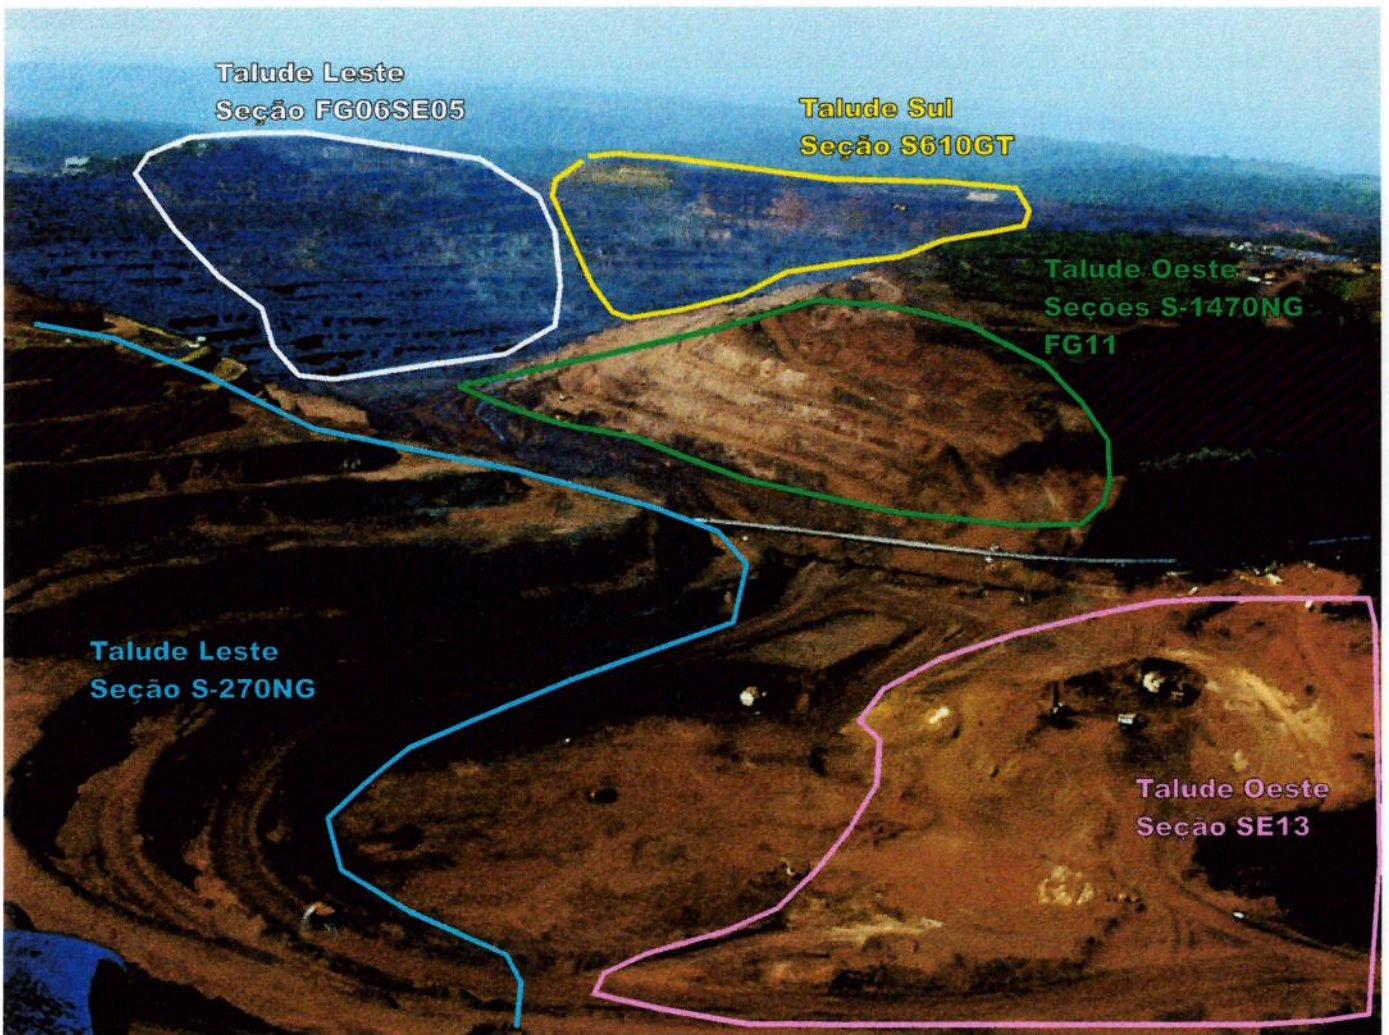 Talude Leste
Seção FG06SE05
Talude Sul
Seção S610GT
Talude Oeste
Seções S-1470NG
FG11
Talude Leste
Seção S-270NG
Talude Oeste
Seção SE13